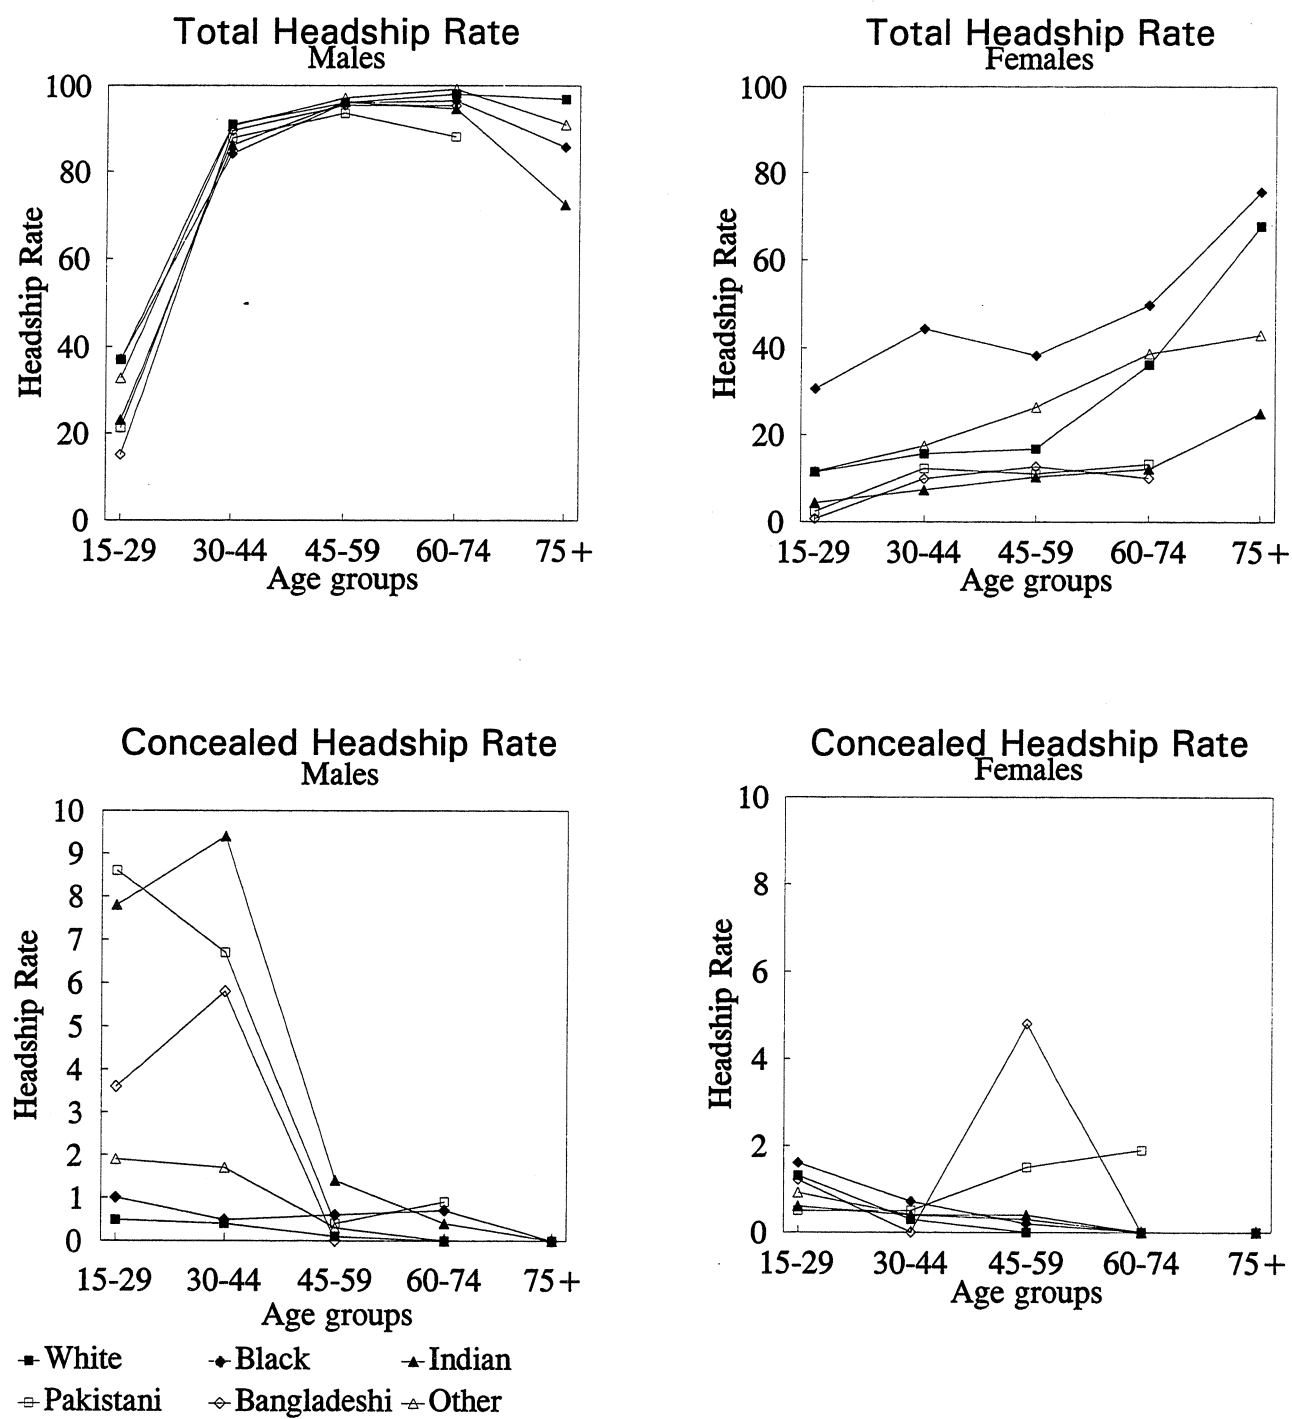 Total Headship Rate
Males
100
80
60
40
20
0
Headship Rate
15-29 30-44 45-59 60-74 75+
Age groups
Total Headship Rate
Females
100
80
60
40
20
0
Headship Rate
15-29 30-44 45-59 60-74 75+
Age groups
Concealed Headship Rate
Males
10
9
8
7
6
5
4
3
2
1
0
Headship Rate
15-29 30-44 45-59 60-74 75+
Age groups
Concealed Headship Rate
Females
10
8
6
4
2
0
Headship Rate
15-29 30-44 45-59 60-74 75+
Age groups
White Black Indian
Pakistani Bangladeshi Other